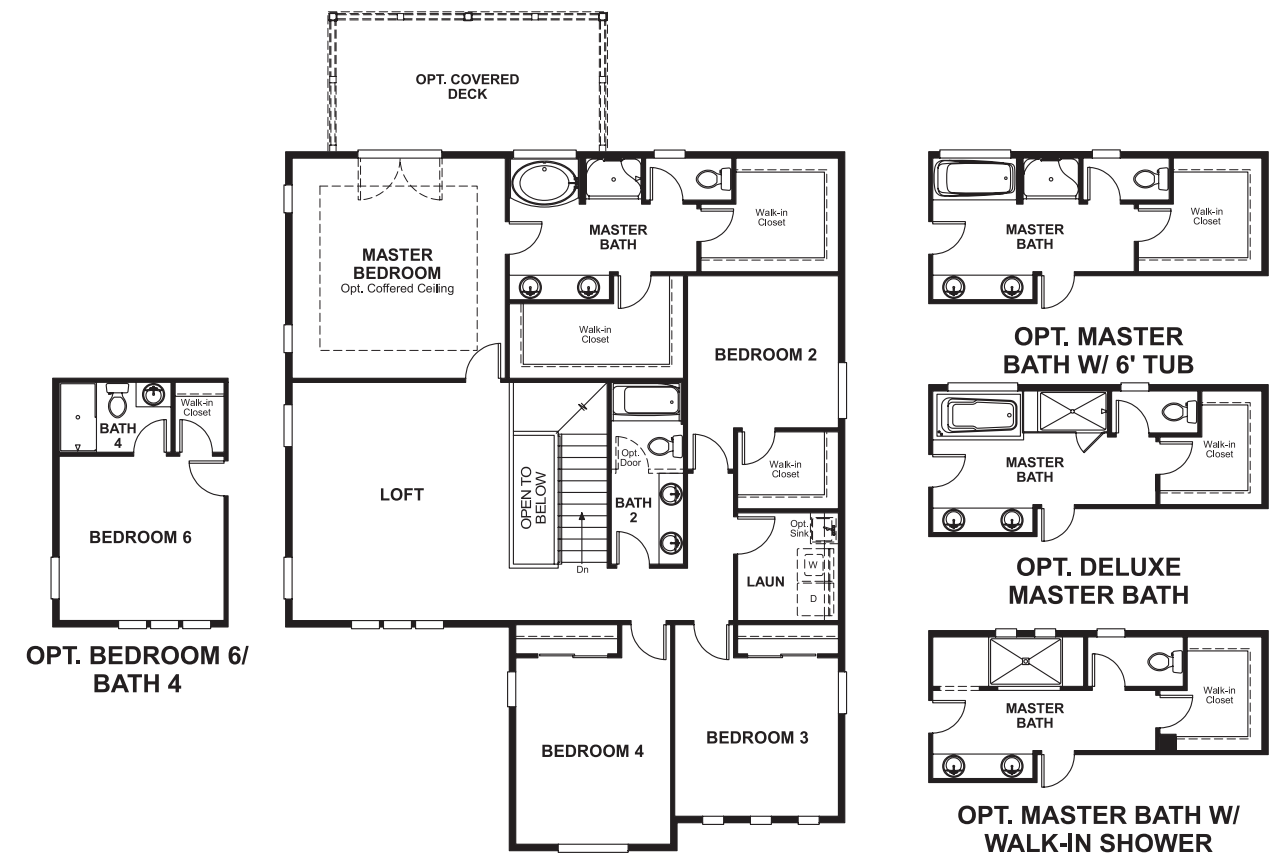 OPT. COVERED
DECK
MASTER
BEDROOM
Opt. Coffered Ceiling
MASTER
BATH
Walk-in
Closet
Walk-in
Closet
BEDROOM 2
LOFT
OPEN TO
BELOW
Dn
Opt.
Door
BATH
2
Walk-in
Closet
Opt.
Sink
W
D
LAUN
BEDROOM 4
BEDROOM 3
BATH
4
Walk-in
Closet
BEDROOM 6
OPT. BEDROOM 6/
BATH 4
MASTER
BATH
Walk-in
Closet
OPT. MASTER
BATH W/ 6' TUB
MASTER
BATH
Walk-in
Closet
OPT. DELUXE
MASTER BATH
MASTER
BATH
Walk-in
Closet
OPT. MASTER BATH W/
WALK-IN SHOWER